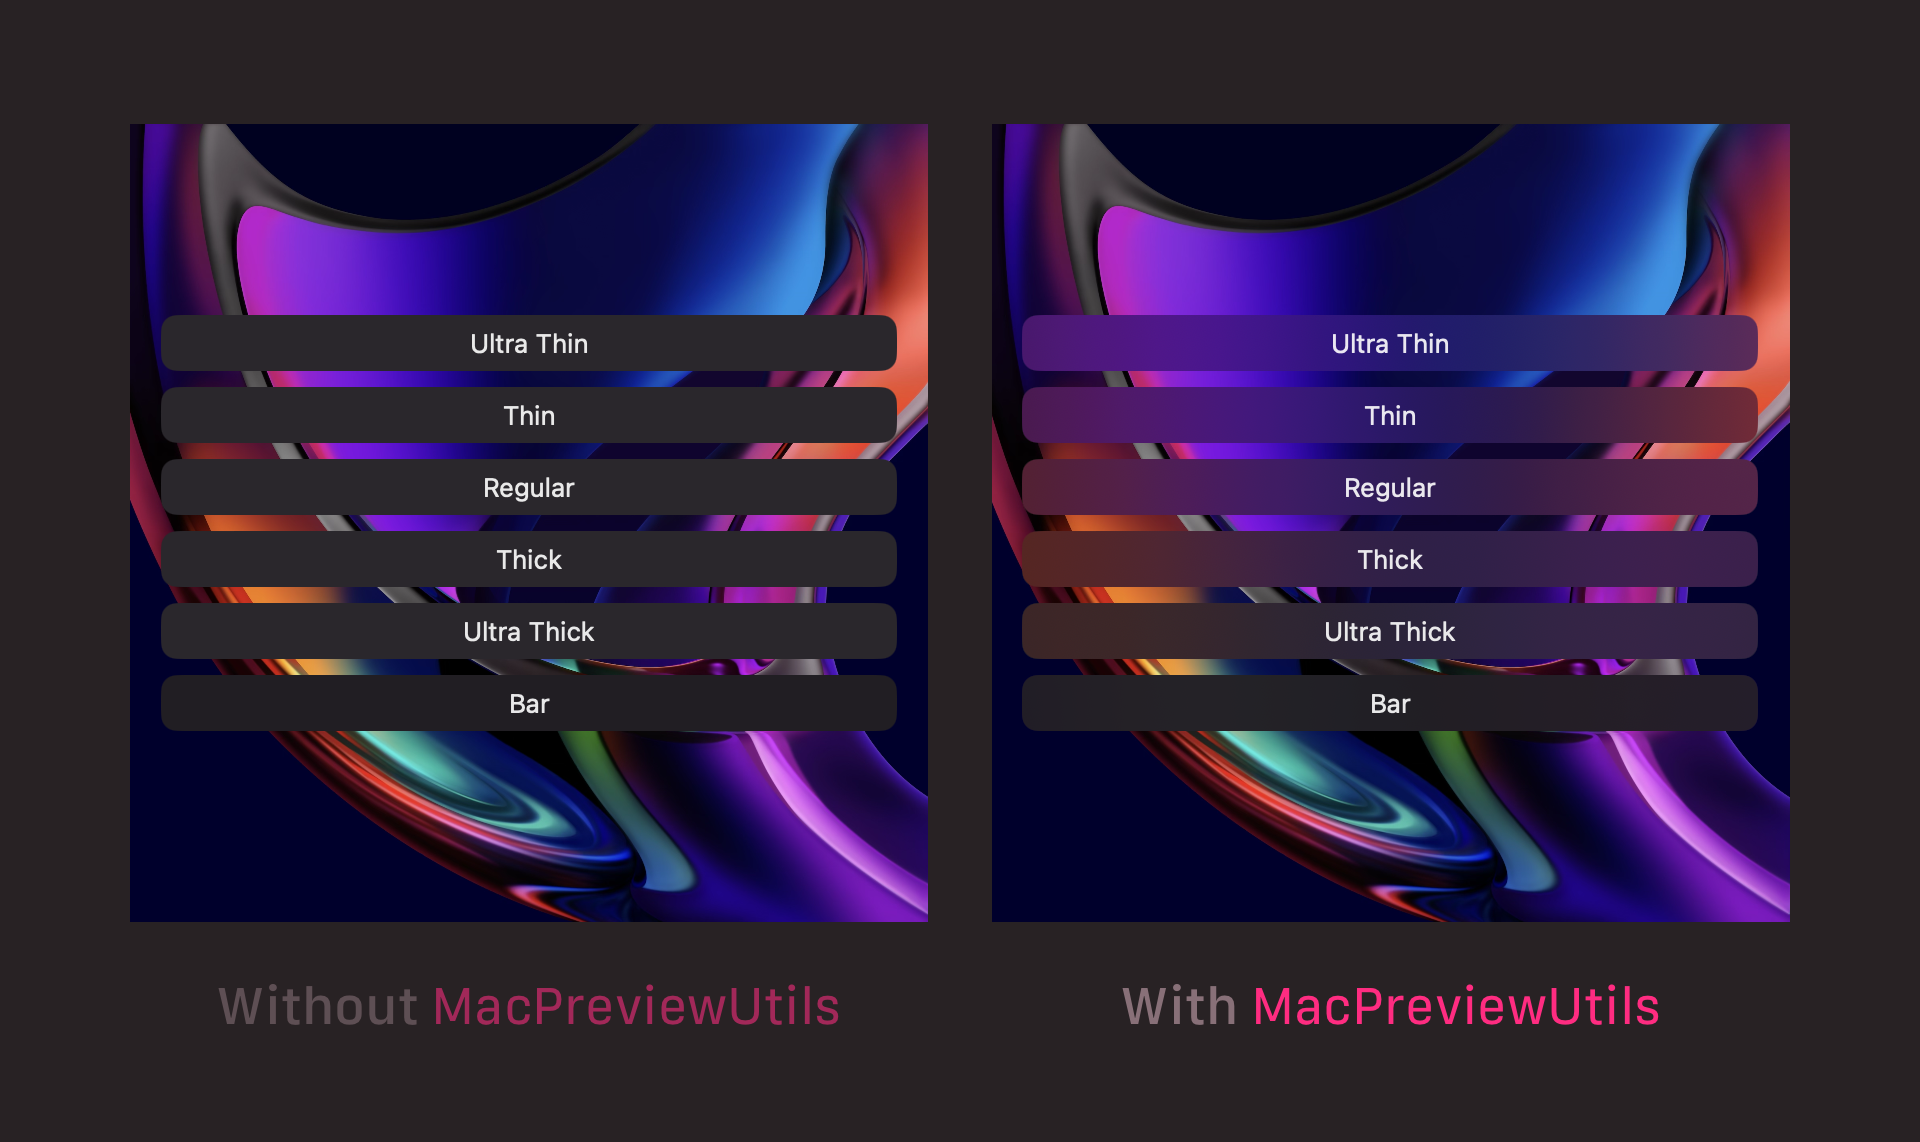 Ultra Thin
Thin
Regular
Thick
Ultra Thick
Bar
Without MacPreviewUtils
Ultra Thin
Thin
Regular
Thick
Ultra Thick
Bar
With MacPreviewUtils